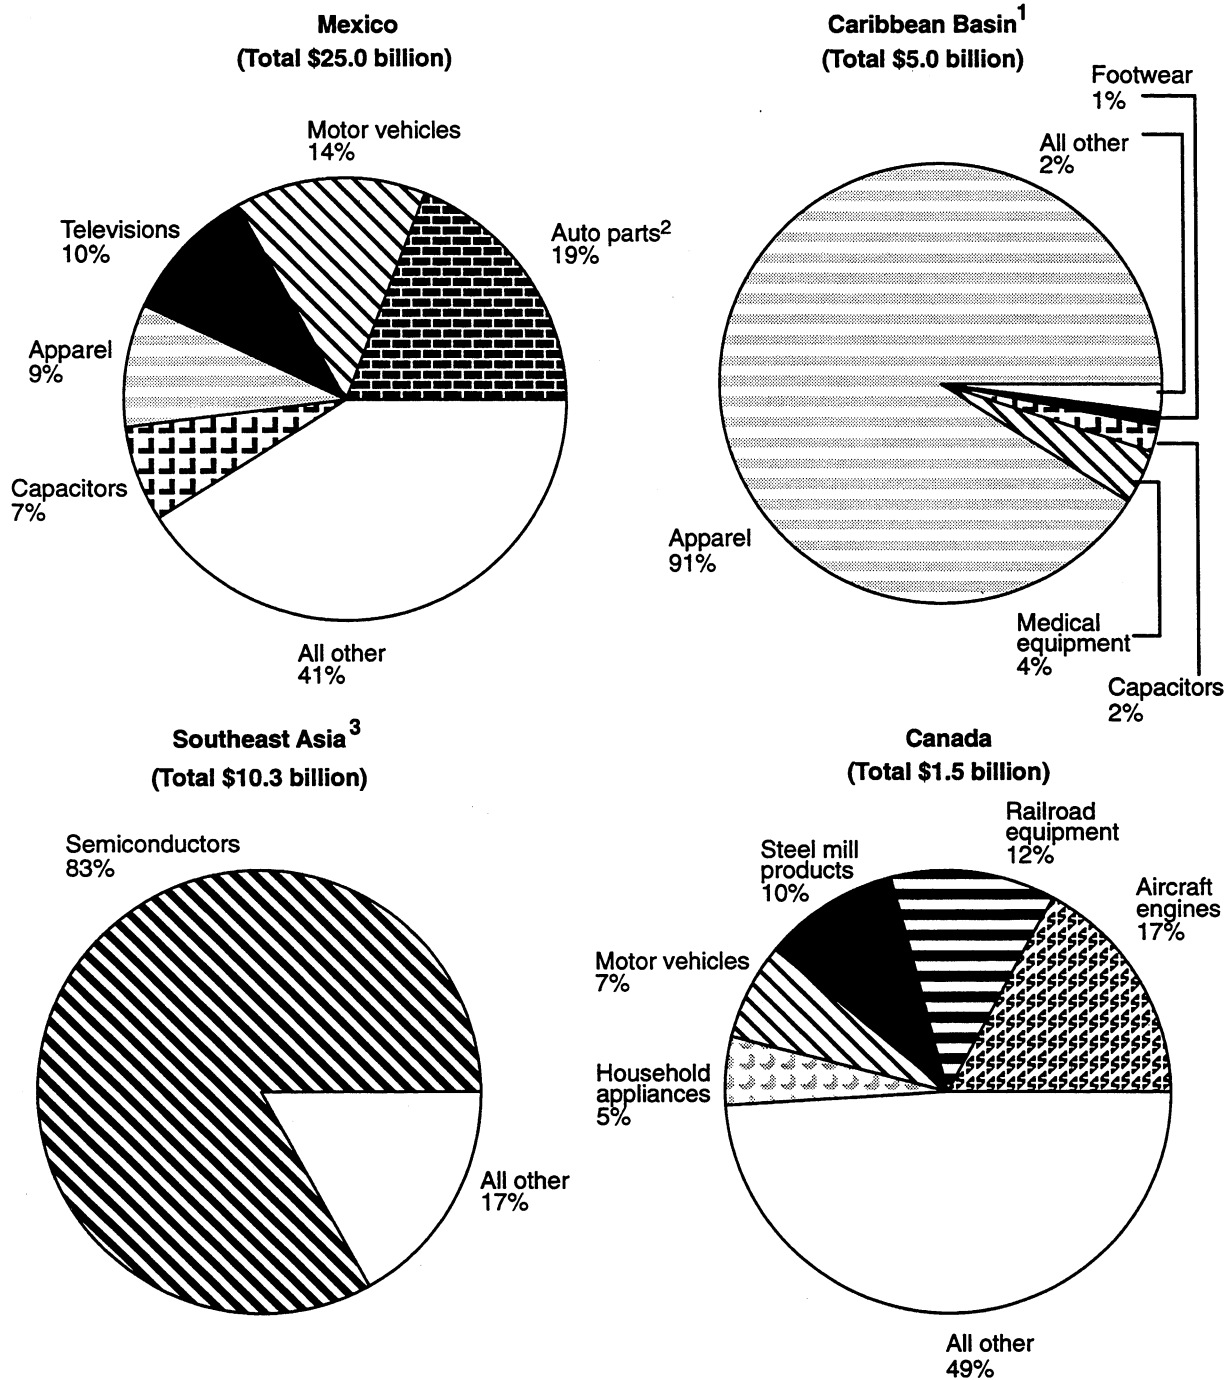 Mexico
(Total $25.0 billion)
Motor vehicles
14%
Televisions
10%
Auto parts2
19%
Apparel
9%
Capacitors
7%
All other
41%
Caribbean Basin1
(Total $5.0 billion)
Footwear
1%
All other
2%
Apparel
91%
Medical
equipment
4%
Capacitors
2%
Southeast Asia3
(Total $10.3 billion)
Semiconductors
83%
All other
17%
Canada
(Total $1.5 billion)
Railroad
equipment
12%
Steel mill
products
10%
Aircraft
engines
17%
Motor vehicles
7%
Household
appliances
5%
All other
49%